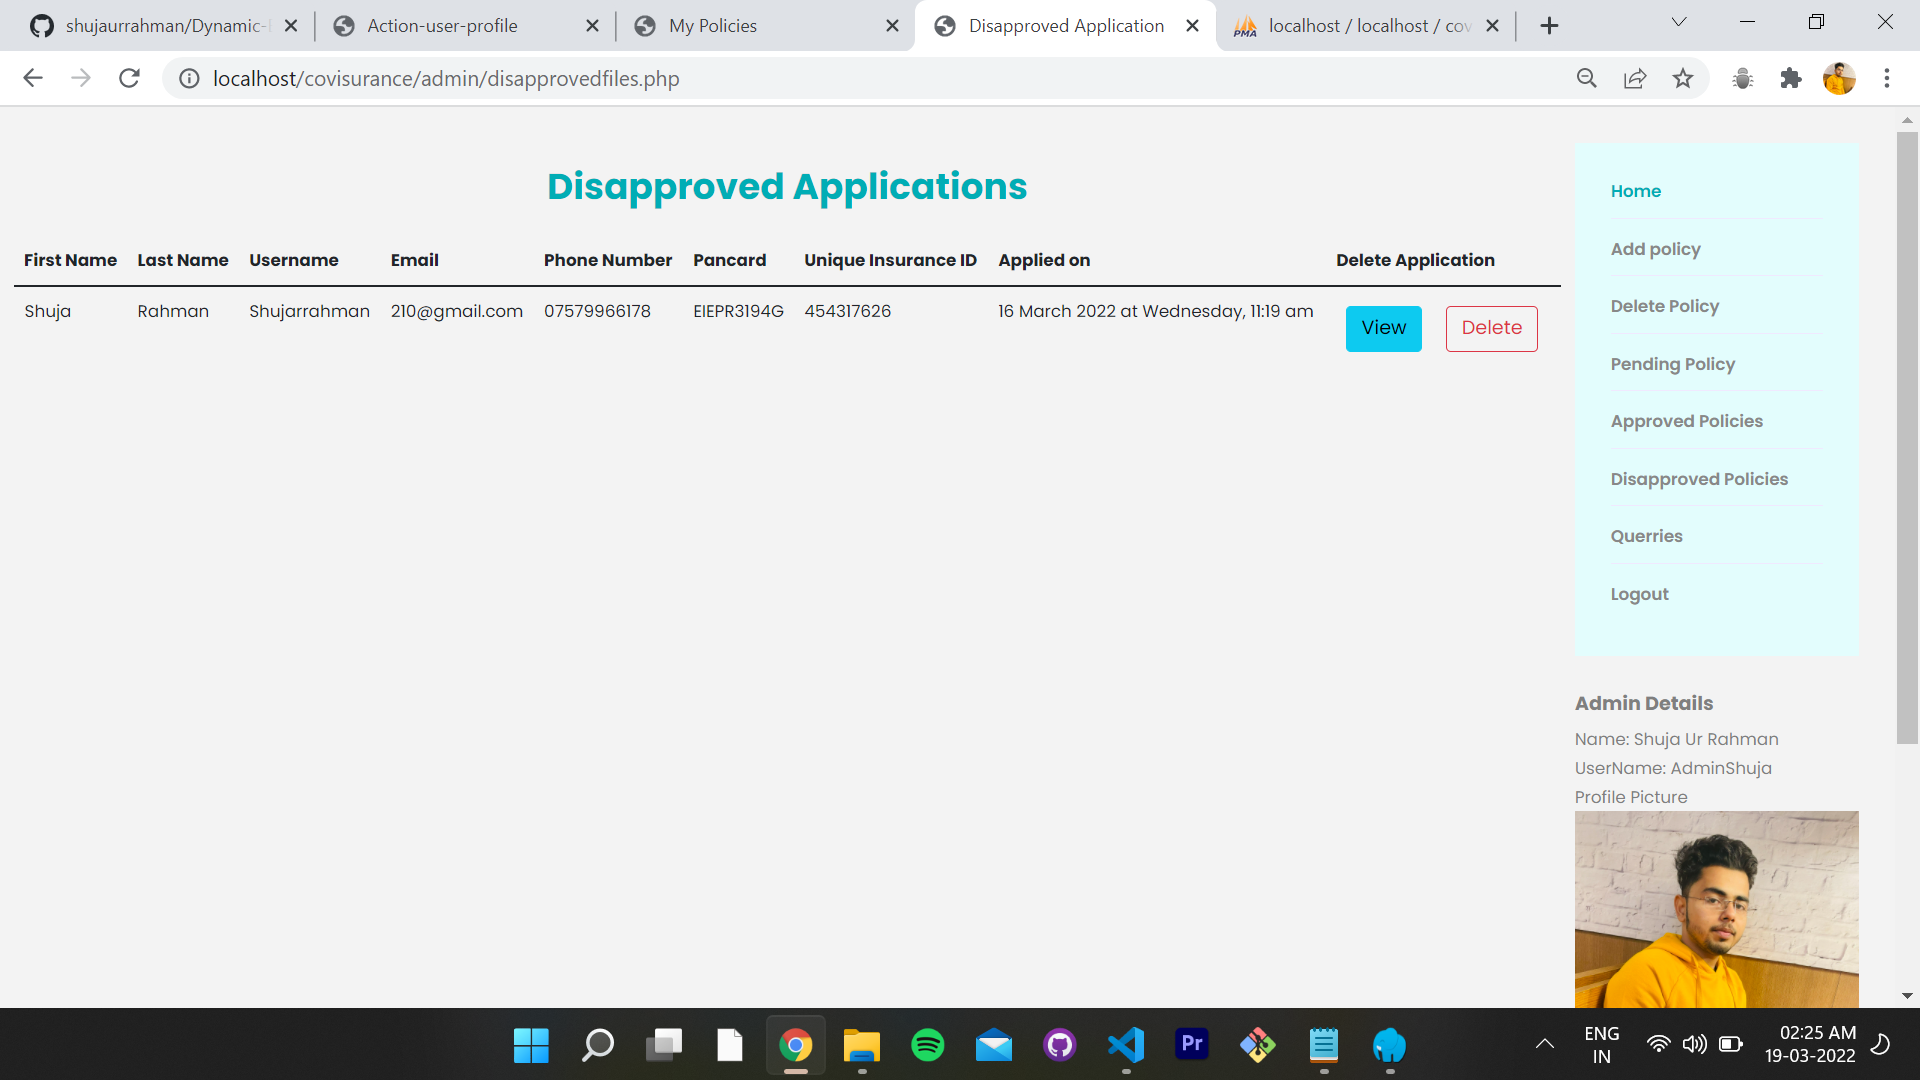 shujaurrahman/Dynamic-
Action-user-profile
My Policies
Disapproved Application
PMA
localhost / localhost / cov
localhost/covisurance/admin/disapprovedfiles.php
Disapproved Applications
First Name Last Name Username Email Phone Number Pancard Unique Insurance ID Applied on Delete Application
Shuja Rahman Shujarrahman 210@gmail.com 07579966178 EIEPR3194G 454317626 16 March 2022 at Wednesday, 11:19 am View Delete
Home
Add policy
Delete Policy
Pending Policy
Approved Policies
Disapproved Policies
Querries
Logout
Admin Details
Name: Shuja Ur Rahman
UserName: AdminShuja
Profile Picture
Pr
ENG
IN
02:25 AM
19-03-2022